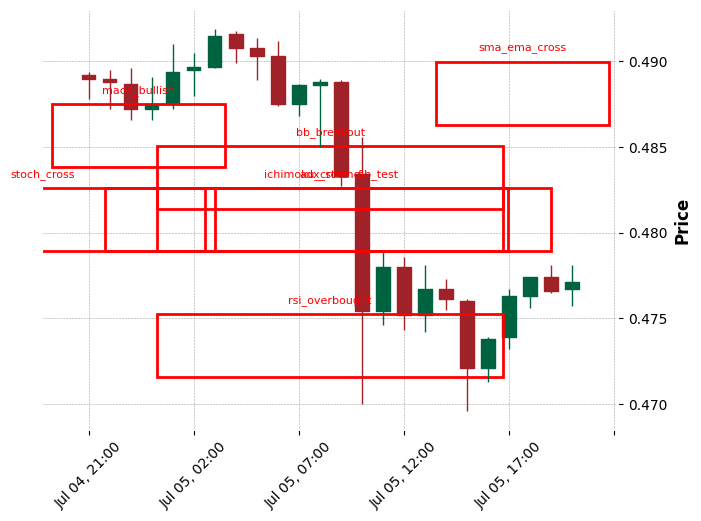 sma_ema_cross
0.490
bb_breakout
0.485
stoch_cross
0.480
Price
rsi_overbought
0.475
0.470
Jul 04, 21:00
Jul 05, 02:00
Jul 05, 07:00
Jul 05, 12:00
Jul 05, 17:00